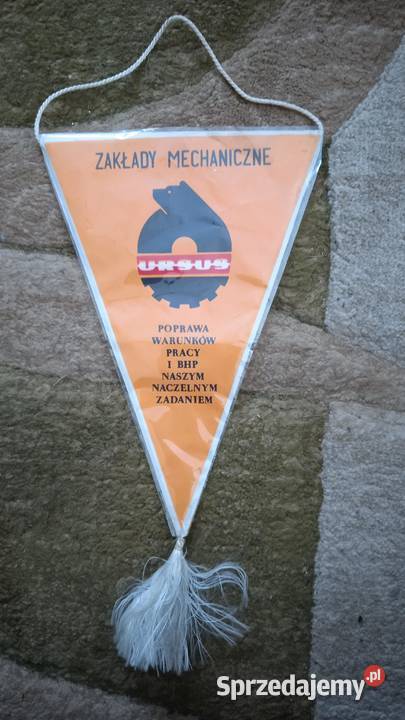 ZAKŁADY MECHANICZNE
URSUS
POPRAWA
WARUNKÓW
PRACY
I BHP
NASZYM
NACZELNYM
ZADANIEM
Sprzedajemy.pl